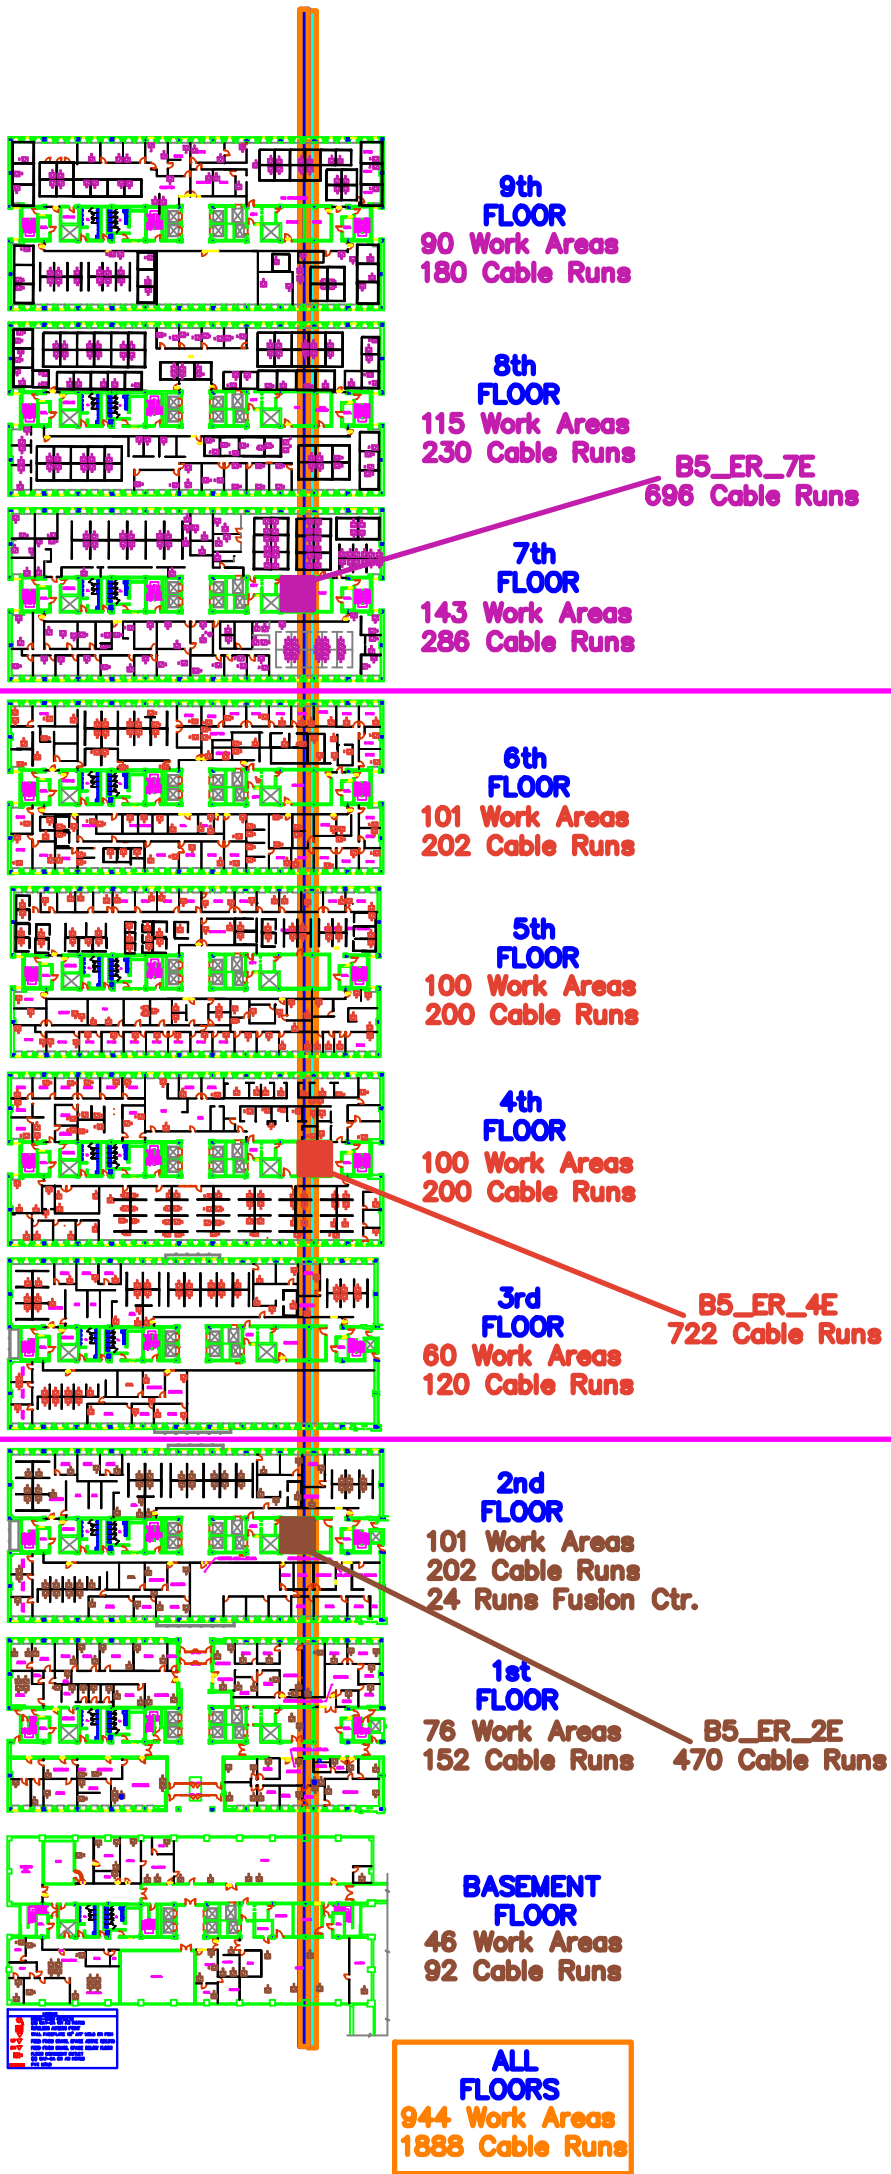 9th
FLOOR
90 Work Areas
180 Cable Runs
8th
FLOOR
115 Work Areas
230 Cable Runs
B5_ER_7E
696 Cable Runs
7th
FLOOR
143 Work Areas
286 Cable Runs
6th
FLOOR
101 Work Areas
202 Cable Runs
5th
FLOOR
100 Work Areas
200 Cable Runs
4th
FLOOR
100 Work Areas
200 Cable Runs
B5_ER_4E
722 Cable Runs
3rd
FLOOR
60 Work Areas
120 Cable Runs
2nd
FLOOR
101 Work Areas
202 Cable Runs
24 Runs Fusion Ctr.
1st
FLOOR
76 Work Areas
152 Cable Runs
B5_ER_2E
470 Cable Runs
BASEMENT
FLOOR
46 Work Areas
92 Cable Runs
ALL
FLOORS
944 Work Areas
1888 Cable Runs